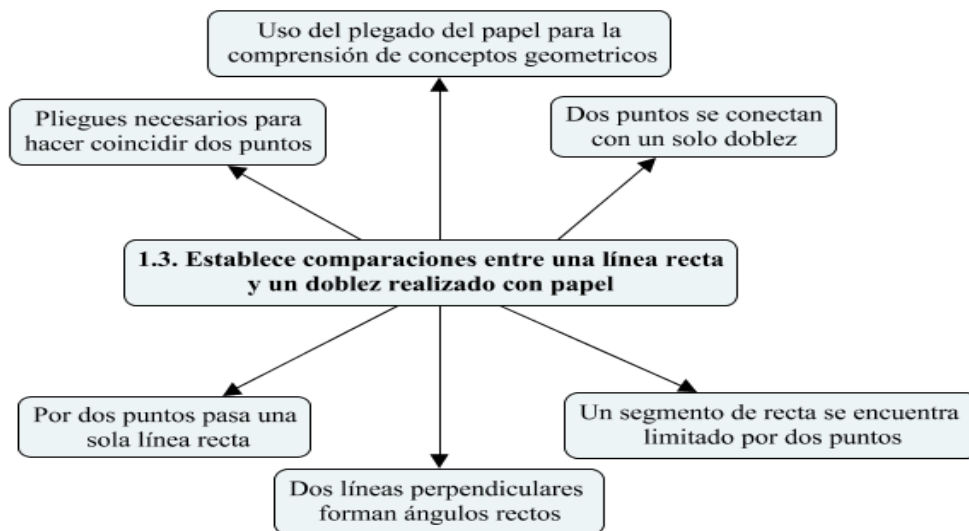 Uso del plegado del papel para la
comprensión de conceptos geometricos
Pliegues necesarios para
hacer coincidir dos puntos
Dos puntos se conectan
con un solo doblez
1.3. Establece comparaciones entre una línea recta
y un doblez realizado con papel
Por dos puntos pasa una
sola línea recta
Un segmento de recta se encuentra
limitado por dos puntos
Dos líneas perpendiculares
forman ángulos rectos